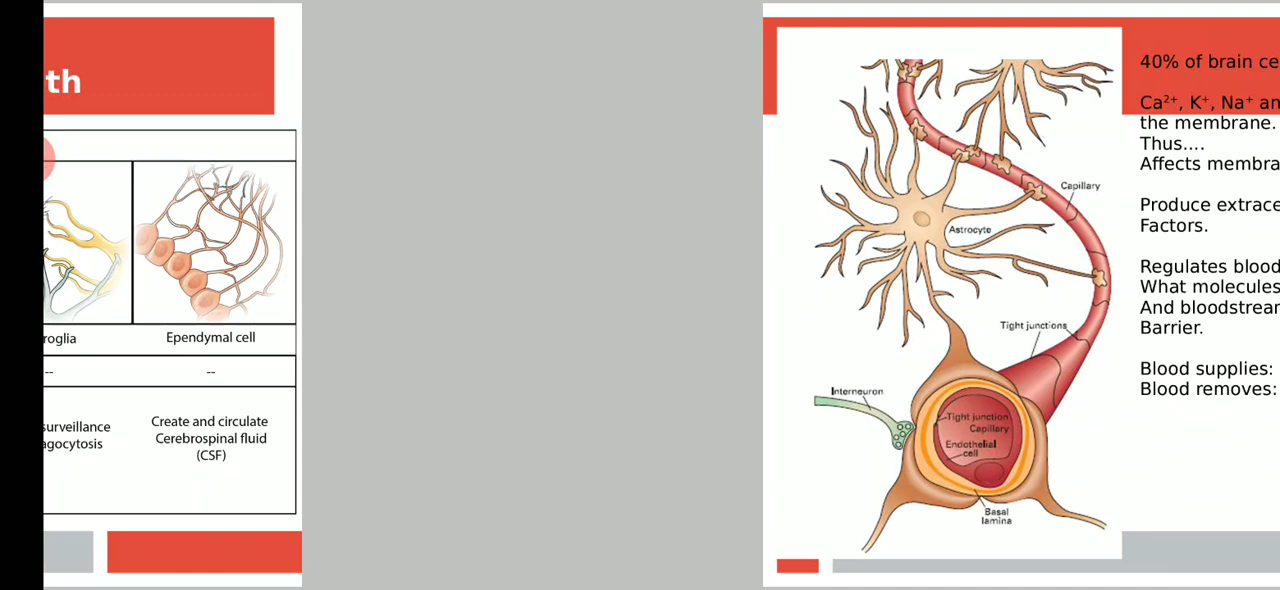 th
roglia
Ependymal cell
--
--
surveillance
agocytosis
Create and circulate
Cerebrospinal fluid
(CSF)
Capillary
Astrocyte
Tight junctions
Interneuron
Tight junction
Capillary
Endothelial
cell
Basal
lamina
40% of brain ce
Ca²⁺, K⁺, Na⁺ an
the membrane.
Thus....
Affects membra
Produce extrace
Factors.
Regulates blood
What molecules
And bloodstrear
Barrier.
Blood supplies:
Blood removes: